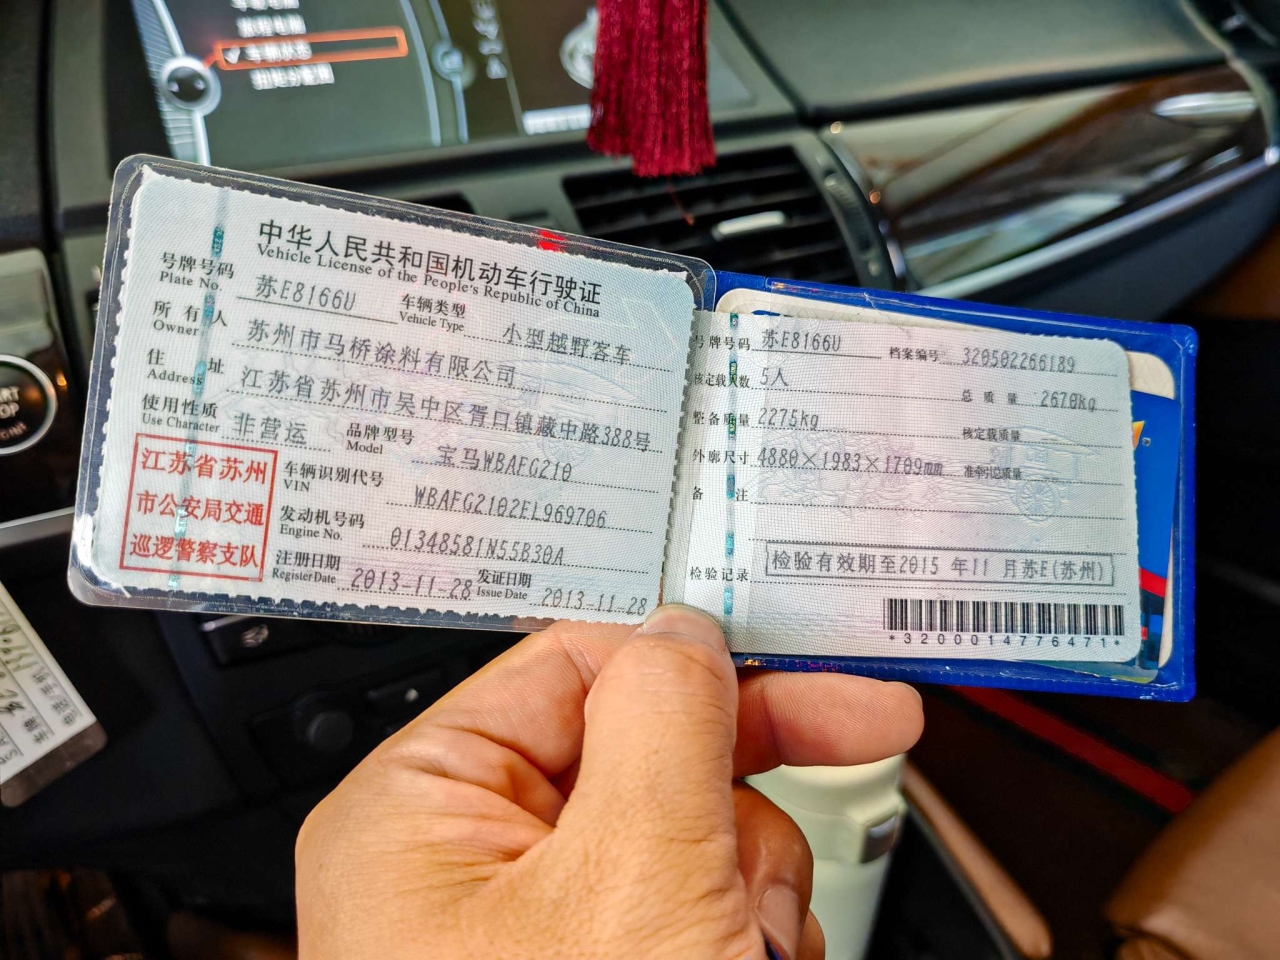 车辆状态
中华人民共和国机动车行驶证
Vehicle License of the People's Republic of China
号牌号码 苏E8166U 车辆类型 小型越野客车
Plate No. Vehicle Type
所有人 苏州市马桥涂料有限公司
Owner
住址 江苏省苏州市吴中区胥口镇藏中路388号
Address
使用性质 非营运 品牌型号 宝马WBAFG210
Use Character Model
江苏省苏州
市公安局交通
巡逻警察支队
车辆识别代号 WBAFG2102EL969706
VIN
发动机号码 01348581N55B30A
Engine No.
注册日期 2013-11-28 发证日期 2013-11-28
Register Date Issue Date
号牌号码 苏E8166U 档案编号 320502266189
核定载人数 5人 总质量 2670kg
整备质量 2275kg 核定载质量 --
外廓尺寸 4880×1983×1709mm 准牵引总质量 --
备注
检验记录 检验有效期至2015年11月苏E(苏州)
*3200014776471*